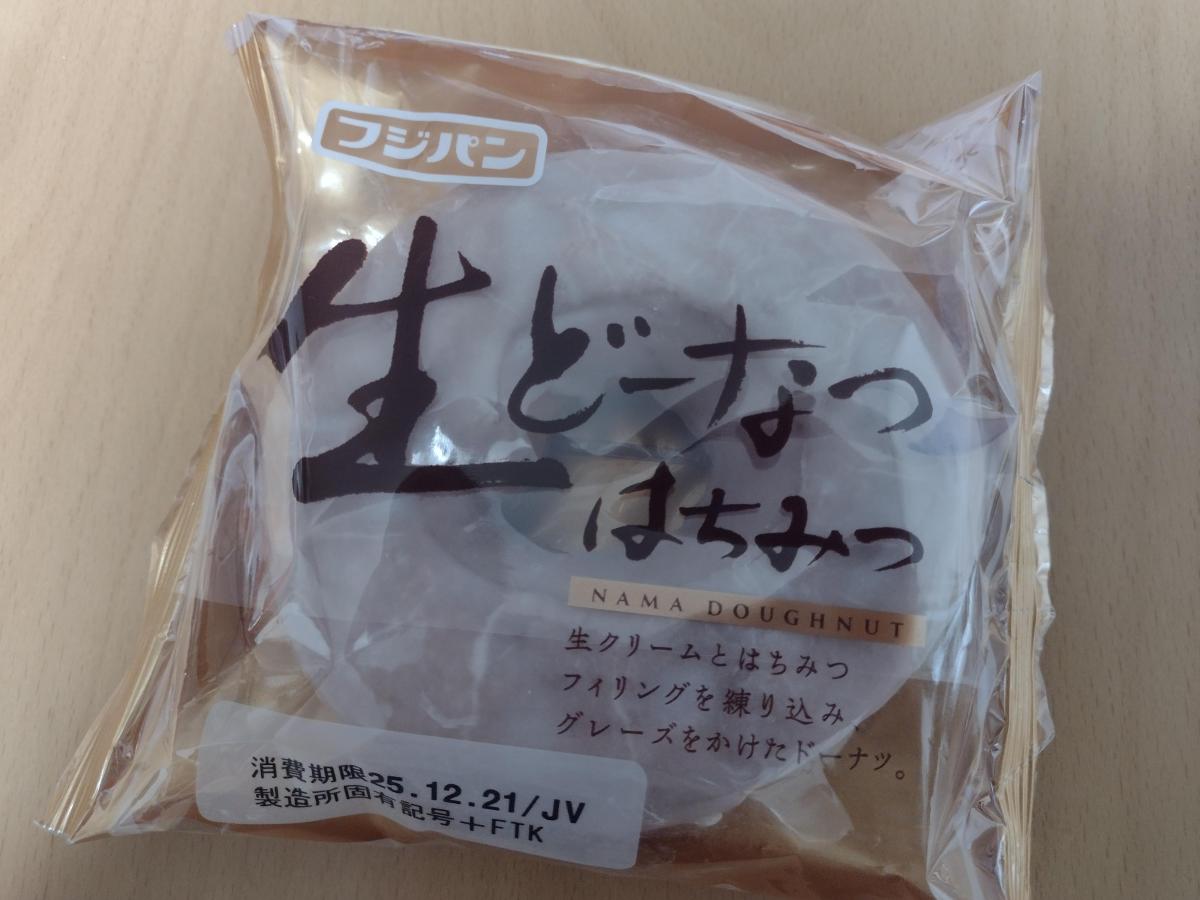 フジパン
生どーなつ
はちみつ
NAMA DOUGHNUT
生クリームとはちみつ
フィリングを練り込み、
グレーズをかけたドーナツ。
消費期限25.12.21/JV
製造所固有記号+FTK